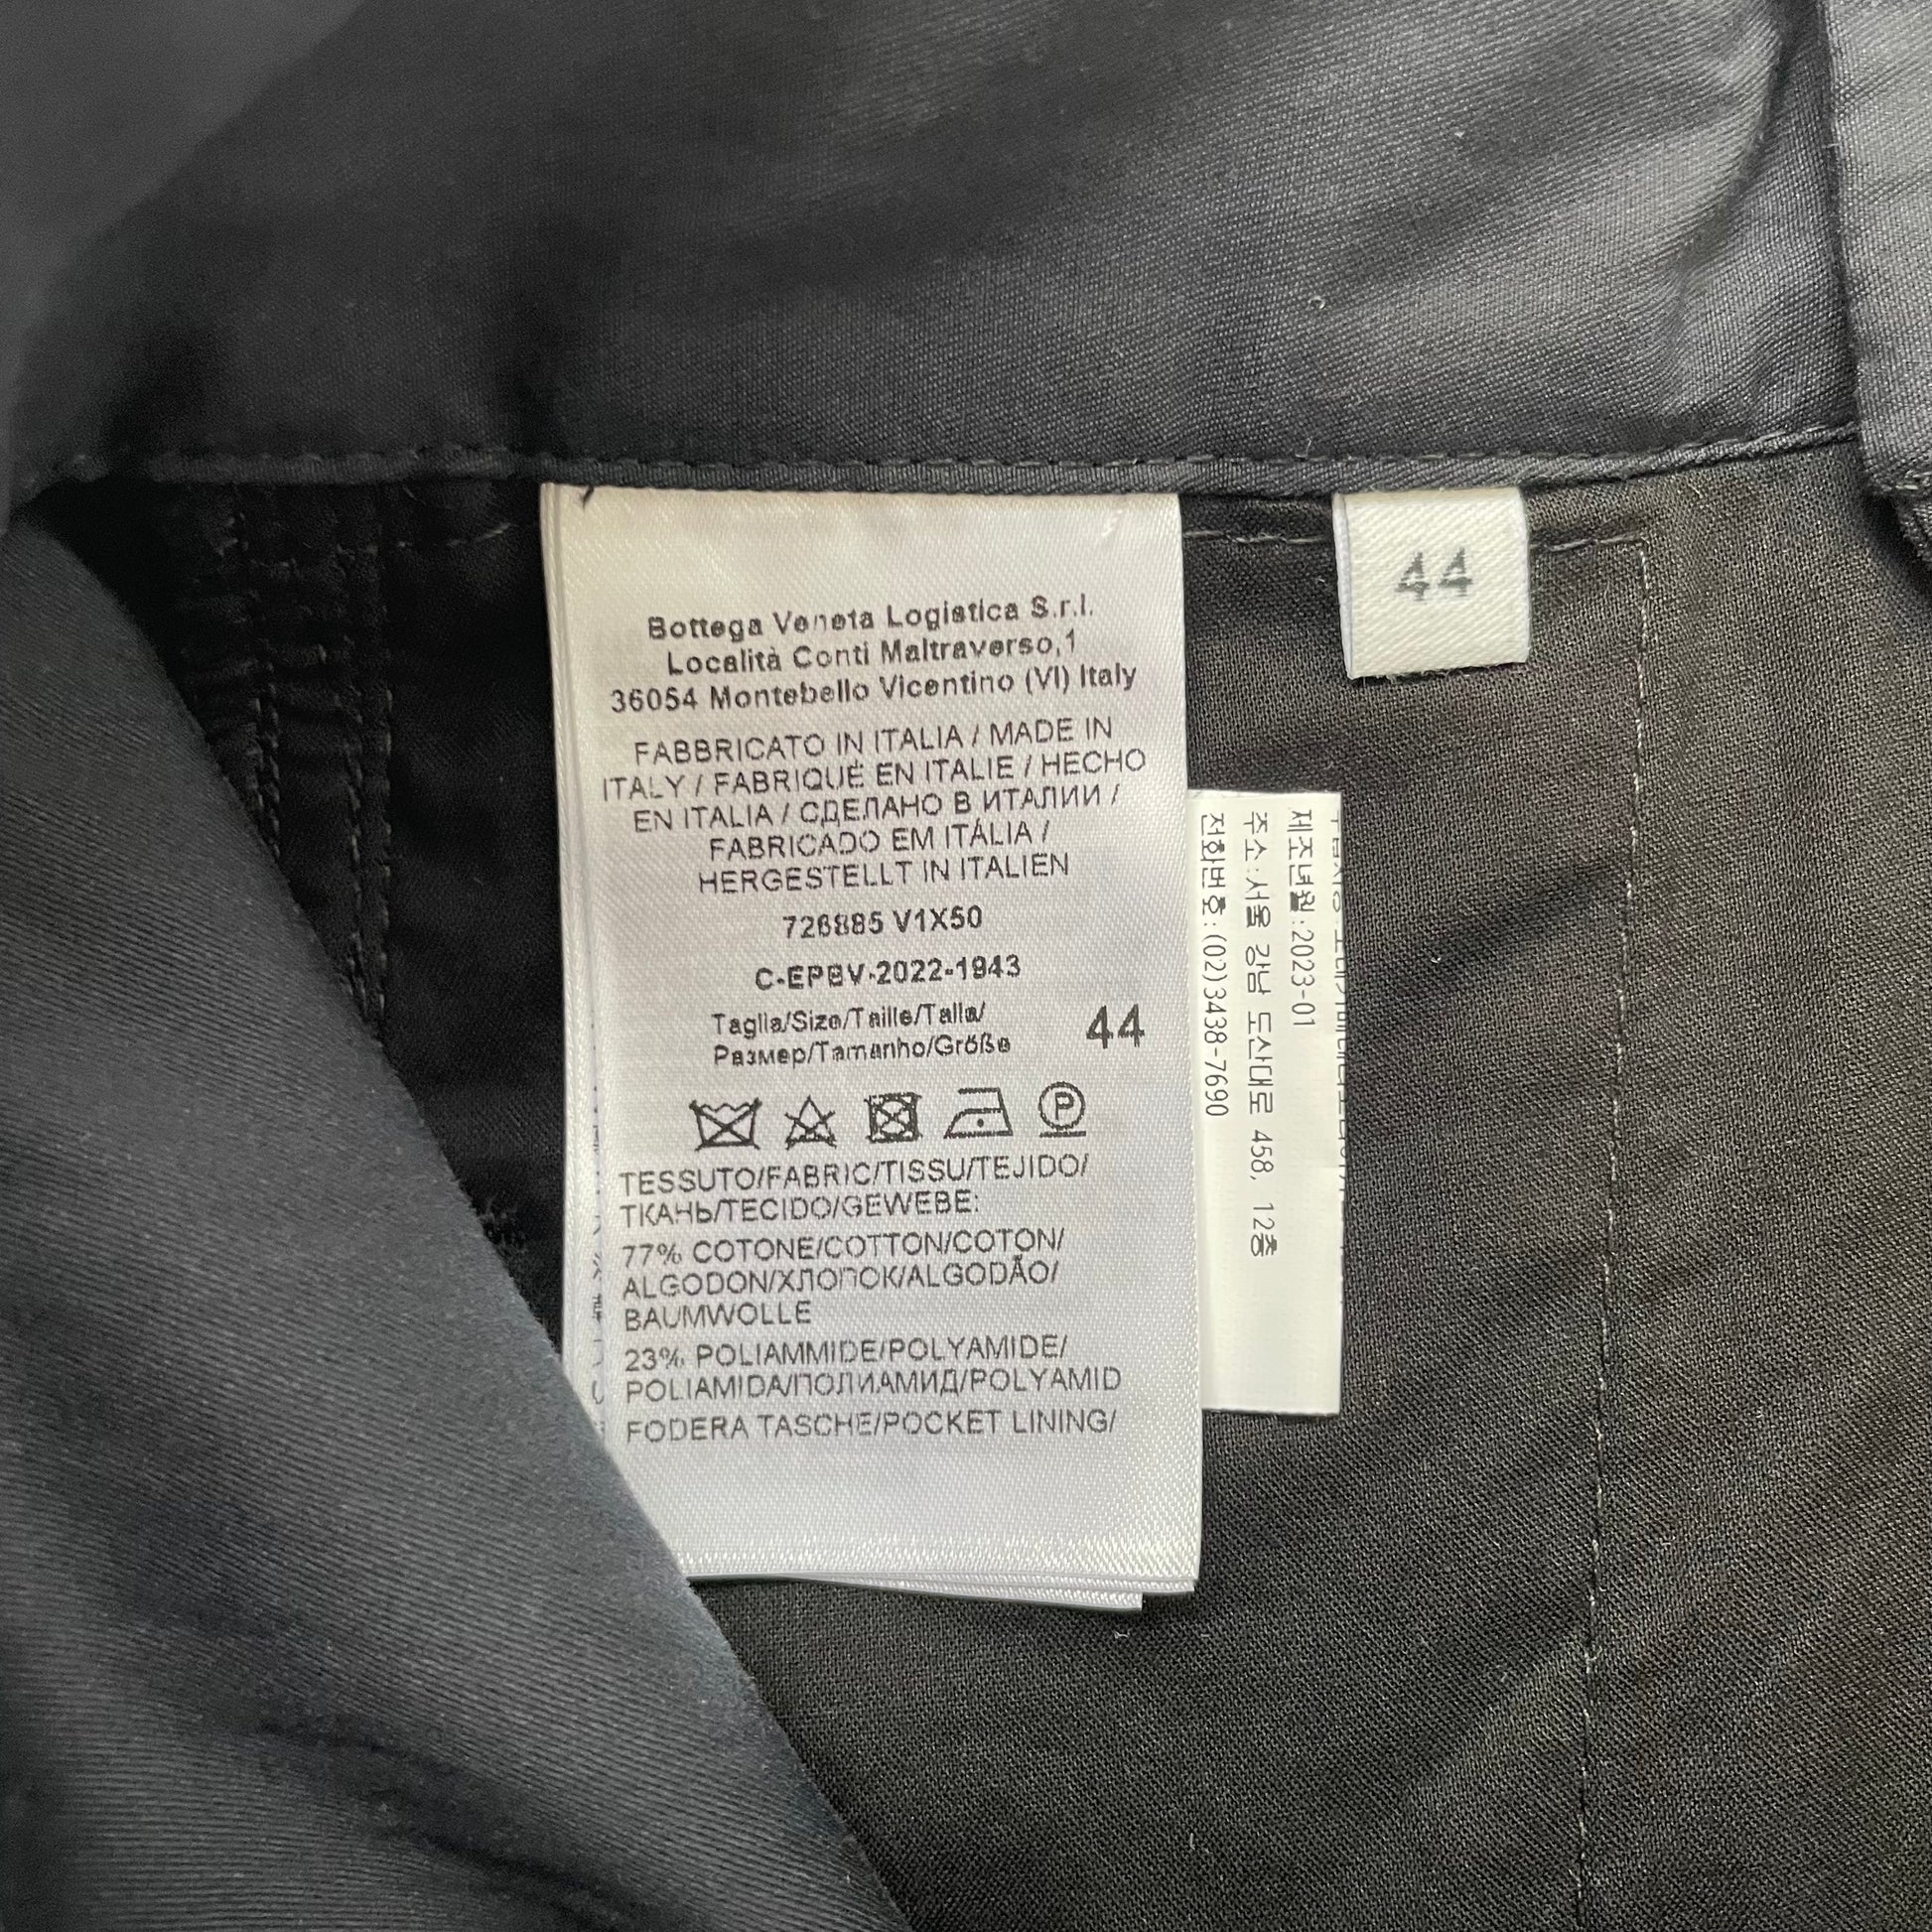 Bottega Veneta Logistica S.r.l.
Località Conti Maltraverso,1
36054 Montebello Vicentino (VI) Italy
FABBRICATO IN ITALIA / MADE IN
ITALY / FABRIQUÉ EN ITALIE / HECHO
EN ITALIA / СДЕЛАНО В ИТАЛИИ /
FABRICADO EM ITÁLIA /
HERGESTELLT IN ITALIEN
726885 V1X50
C-EPBV-2022-1943
Taglia/Size/Taille/Talla/
Размер/Tamanho/Größe
44
P
TESSUTO/FABRIC/TISSU/TEJIDO/
ТКАНЬ/TECIDO/GEWEBE:
77% COTONE/COTTON/COTON/
ALGODON/ХЛОПОК/ALGODÃO/
BAUMWOLLE
23% POLIAMMIDE/POLYAMIDE/
POLIAMIDA/ПОЛИАМИД/POLYAMID
FODERA TASCHE/POCKET LINING/
44
제조년월:2023-01
주소:서울 강남 도산대로 458, 12층
전화번호:(02)3438-7690